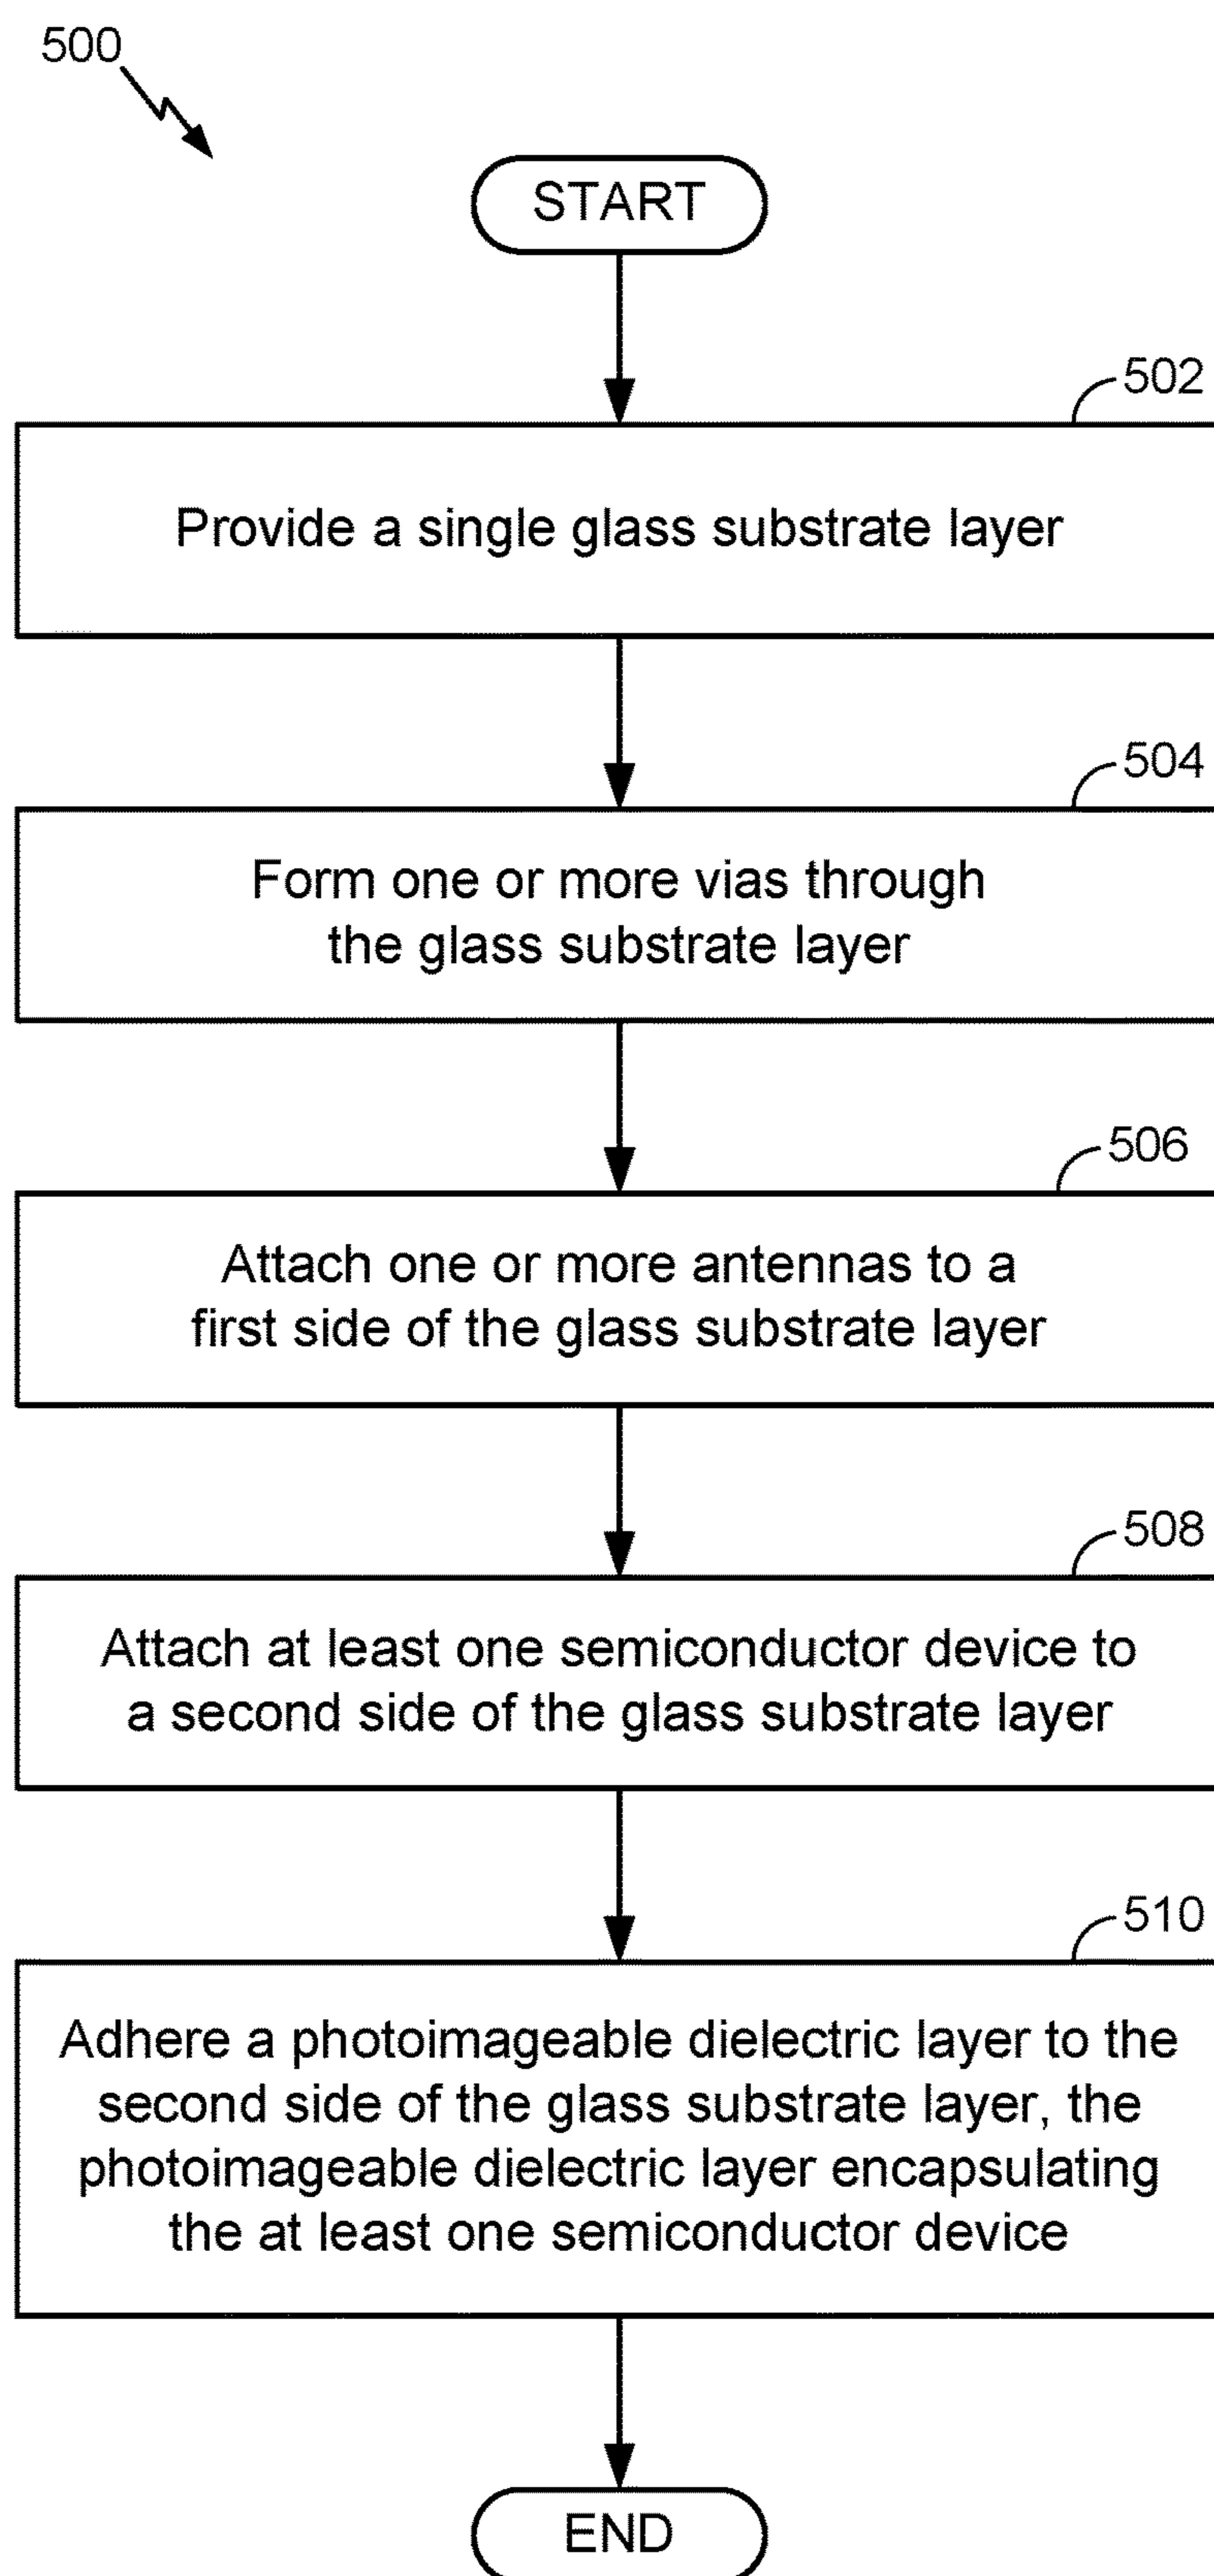 500
START
502
Provide a single glass substrate layer
504
Form one or more vias through
the glass substrate layer
506
Attach one or more antennas to a
first side of the glass substrate layer
508
Attach at least one semiconductor device to
a second side of the glass substrate layer
510
Adhere a photoimageable dielectric layer to the
second side of the glass substrate layer, the
photoimageable dielectric layer encapsulating
the at least one semiconductor device
END